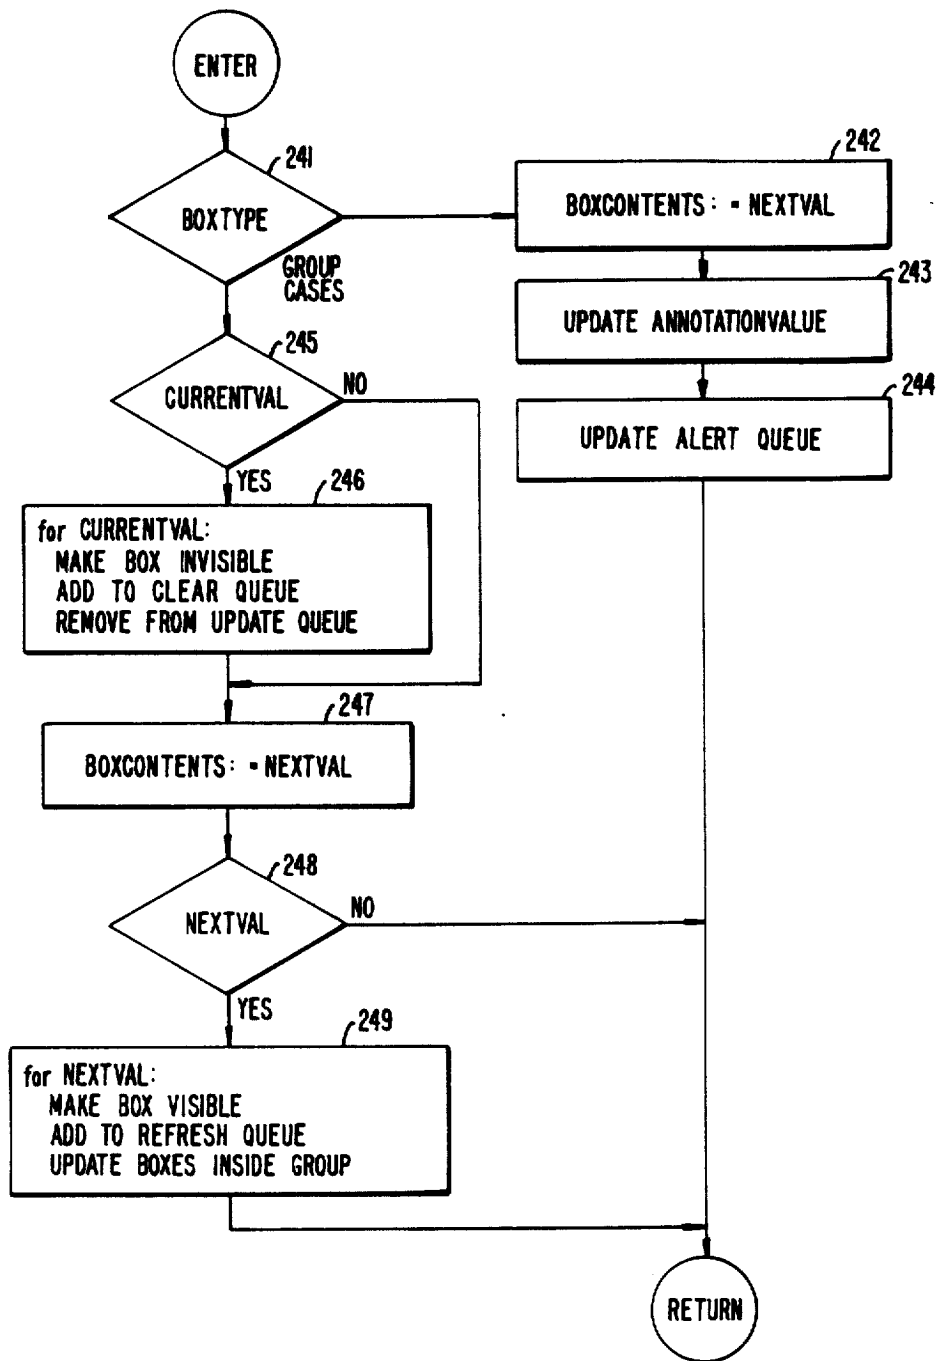 ENTER
241
BOXTYPE
GROUP
CASES
242
BOXCONTENTS: = NEXTVAL
243
UPDATE ANNOTATIONVALUE
244
UPDATE ALERT QUEUE
245
CURRENTVAL
NO
YES
246
for CURRENTVAL:
MAKE BOX INVISIBLE
ADD TO CLEAR QUEUE
REMOVE FROM UPDATE QUEUE
247
BOXCONTENTS: = NEXTVAL
248
NEXTVAL
NO
YES
249
for NEXTVAL:
MAKE BOX VISIBLE
ADD TO REFRESH QUEUE
UPDATE BOXES INSIDE GROUP
RETURN